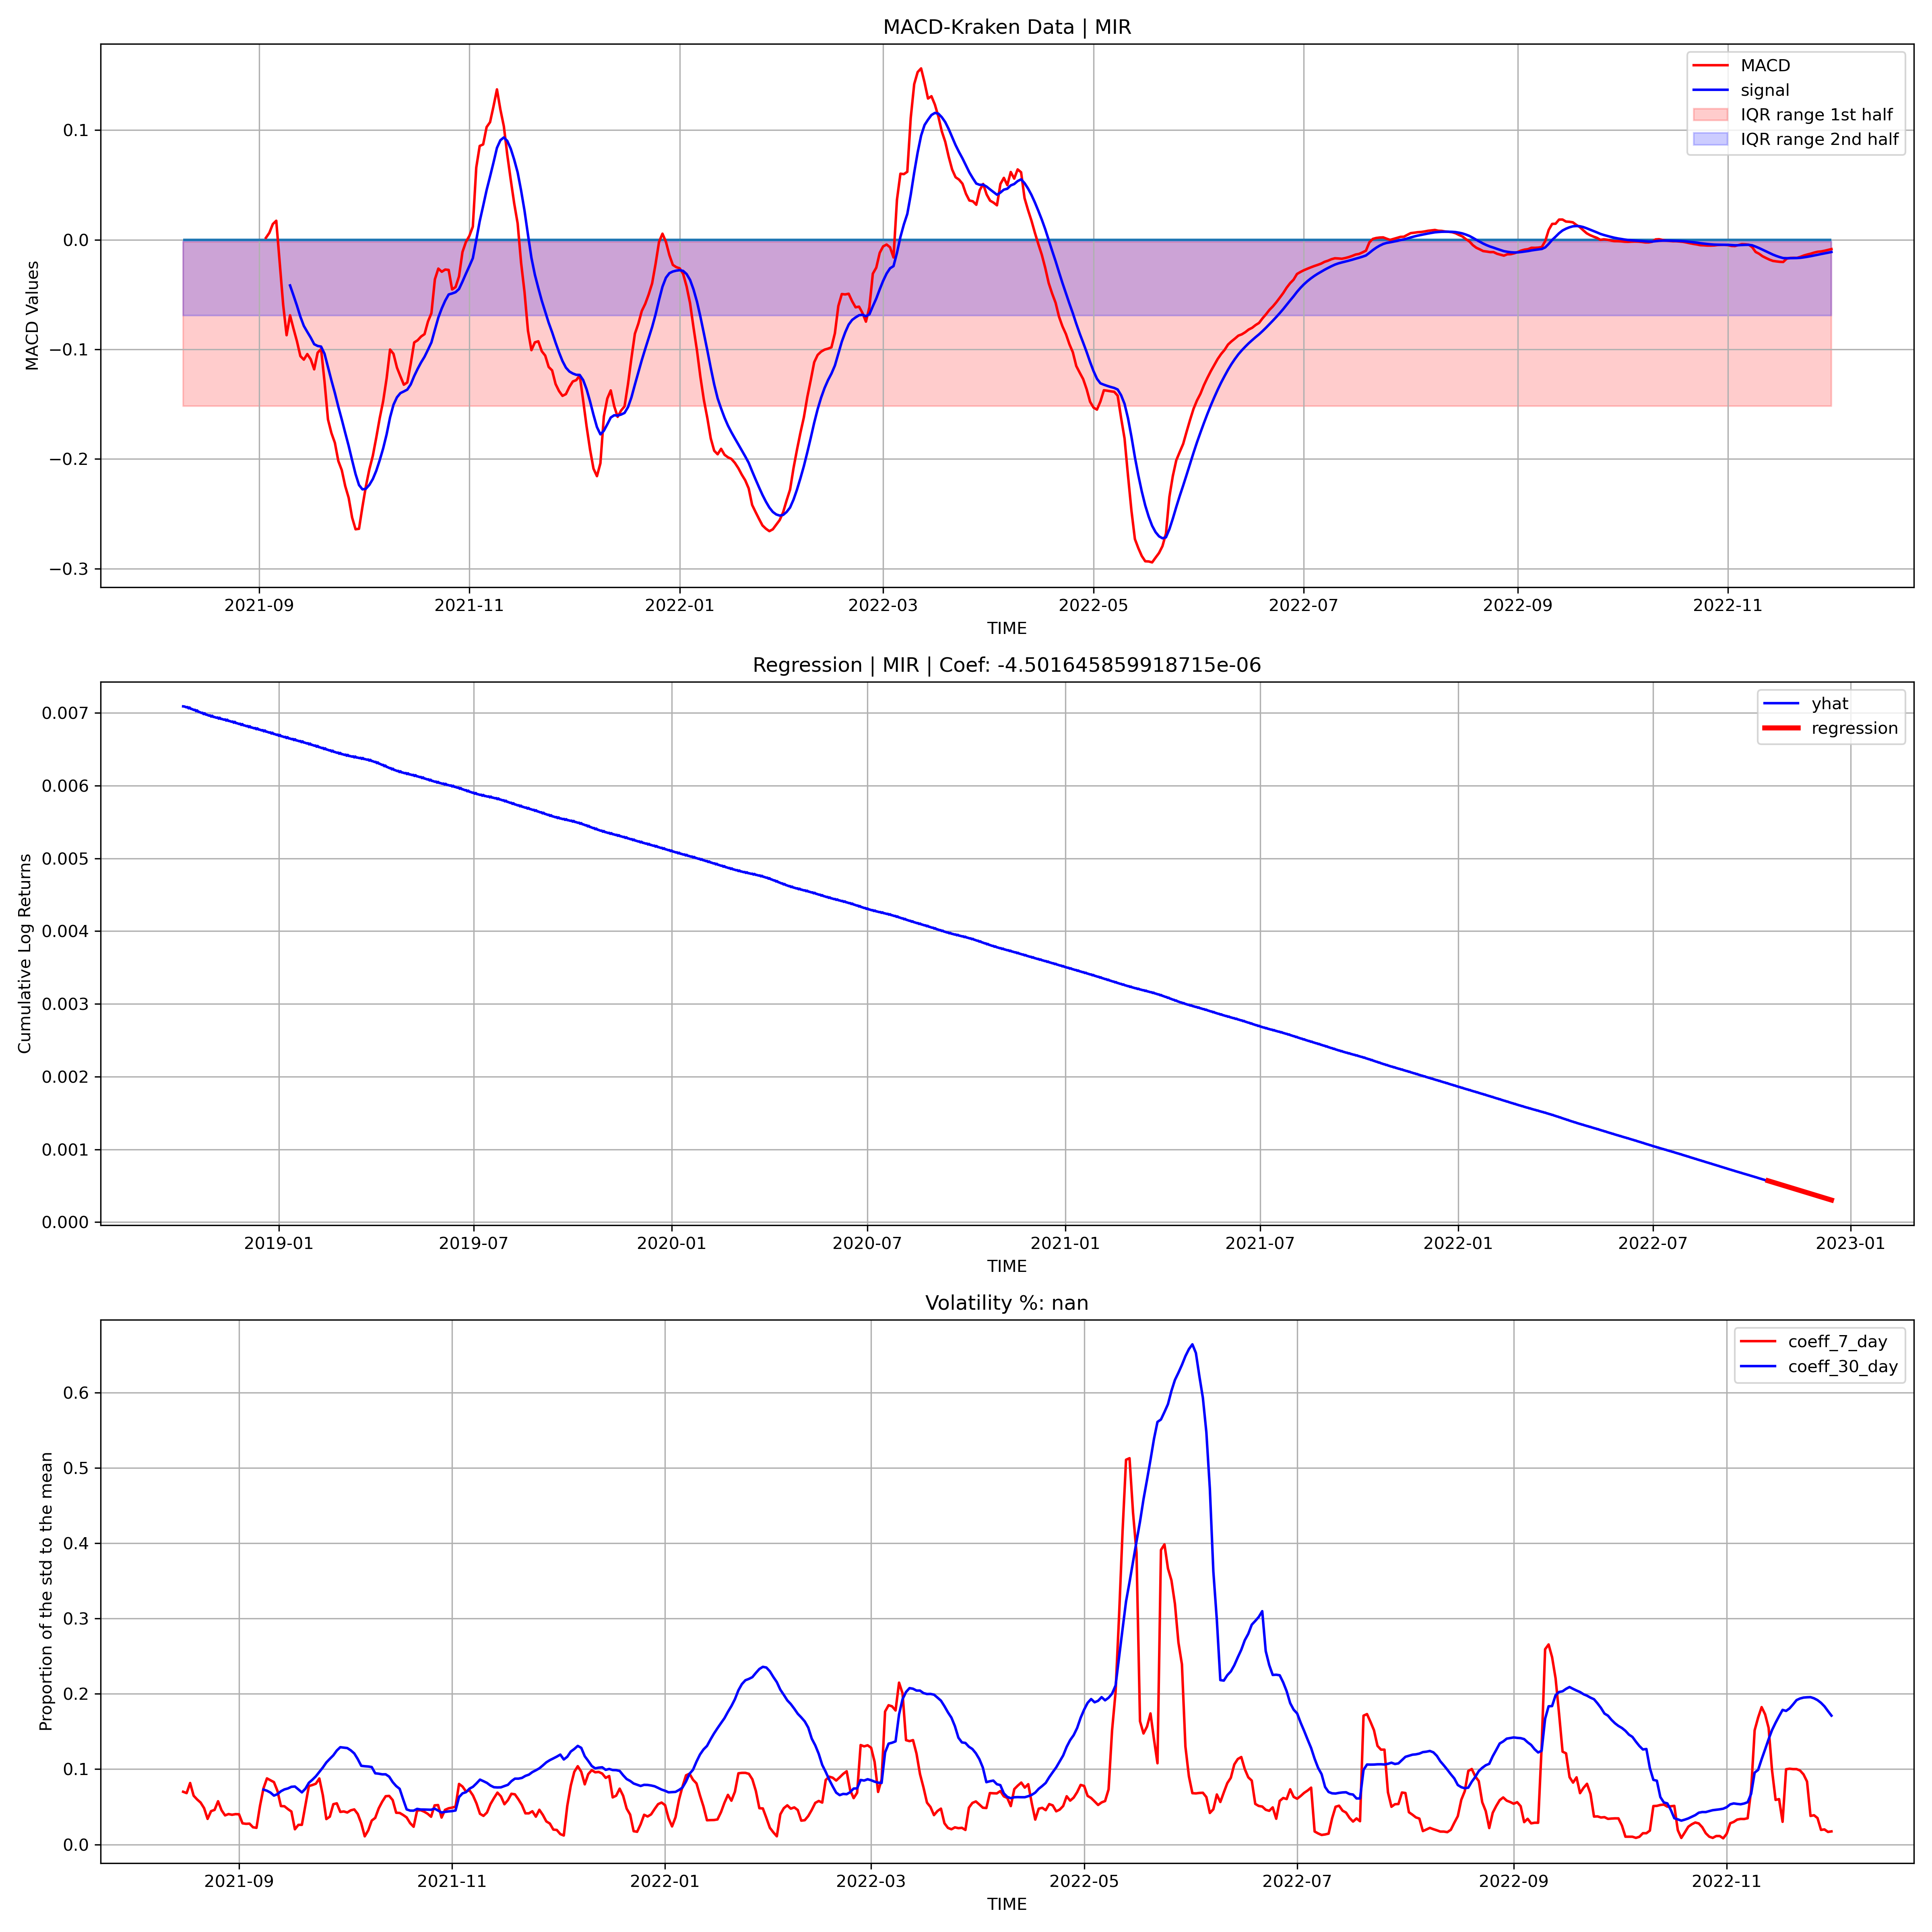 MACD-Kraken Data | MIR
MACD
signal
IQR range 1st half
IQR range 2nd half
MACD Values
0.1
0.0
−0.1
−0.2
−0.3
2021-09 2021-11 2022-01 2022-03 2022-05 2022-07 2022-09 2022-11
TIME
Regression | MIR | Coef: -4.501645859918715e-06
yhat
regression
Cumulative Log Returns
0.007
0.006
0.005
0.004
0.003
0.002
0.001
0.000
2019-01 2019-07 2020-01 2020-07 2021-01 2021-07 2022-01 2022-07 2023-01
TIME
Volatility %: nan
coeff_7_day
coeff_30_day
Proportion of the std to the mean
0.6
0.5
0.4
0.3
0.2
0.1
0.0
2021-09 2021-11 2022-01 2022-03 2022-05 2022-07 2022-09 2022-11
TIME